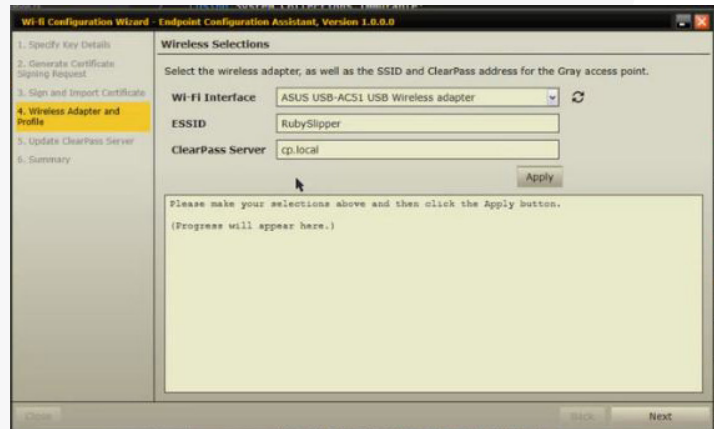 Wi-fi Configuration Wizard - Endpoint Configuration Assistant, Version 1.0.0.0
1. Specify Key Details
2. Generate Certificate
Signing Request
3. Sign and Import Certificate
4. Wireless Adapter and
Profile
5. Update ClearPass Server
6. Summary
Wireless Selections
Select the wireless adapter, as well as the SSID and ClearPass address for the Gray access point.
Wi-Fi Interface
ASUS USB-AC51 USB Wireless adapter
ESSID
RubySlipper
ClearPass Server
cp.local
Apply
Please make your selections above and then click the Apply button.
(Progress will appear here.)
Close
Back
Next